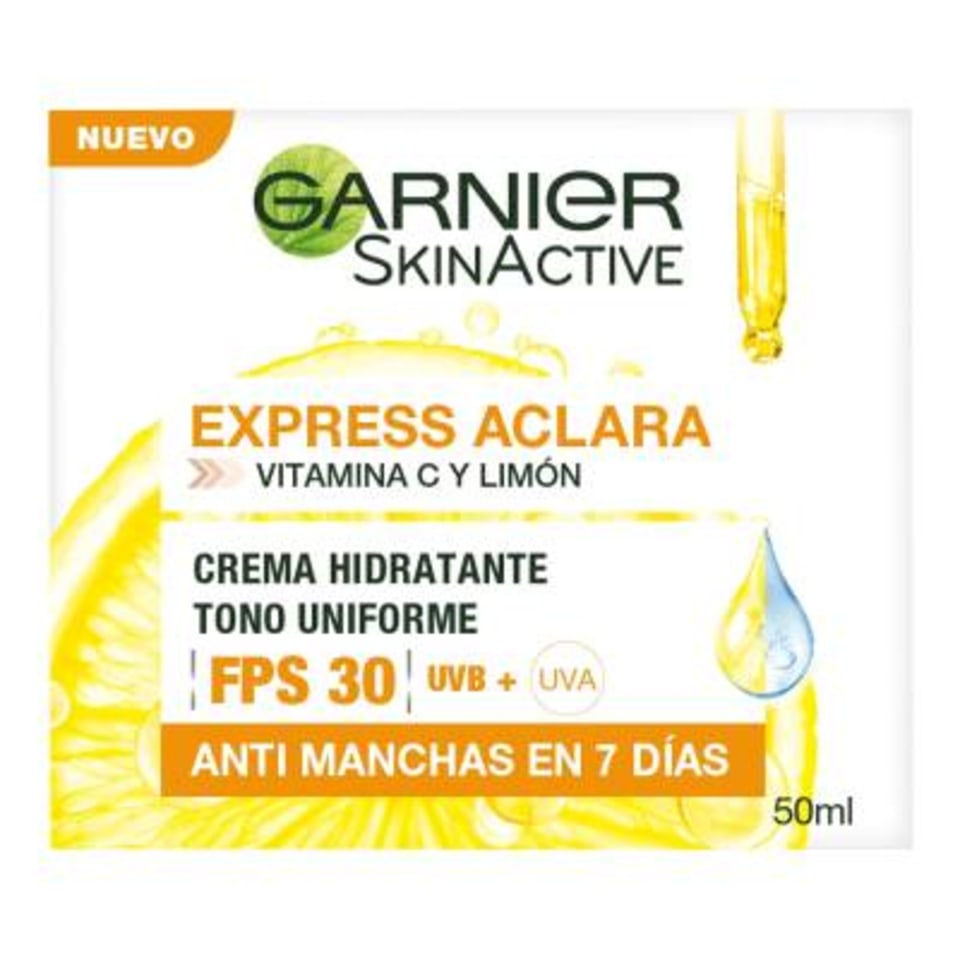 NUEVO
GARNIER
SKINACTIVE
EXPRESS ACLARA
VITAMINA C Y LIMÓN
CREMA HIDRATANTE
TONO UNIFORME
FPS 30 UVB + UVA
ANTI MANCHAS EN 7 DÍAS
50ml